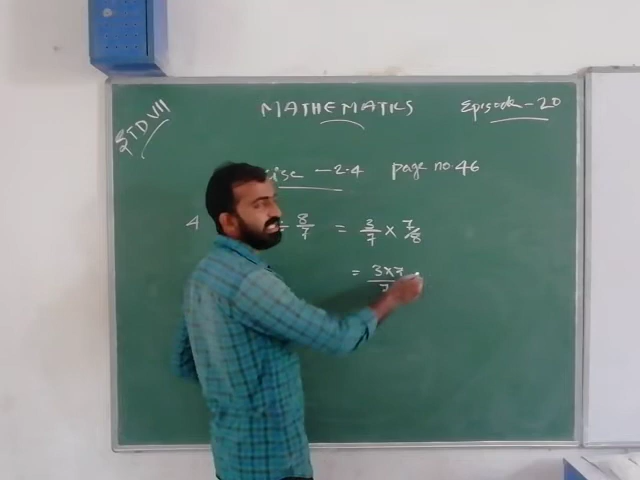 STD VII
MATHEMATICS Episode - 20
ise - 2.4 page no. 46
4 ÷ 8/7 = 3/7 × 7/8
= 3×7
7